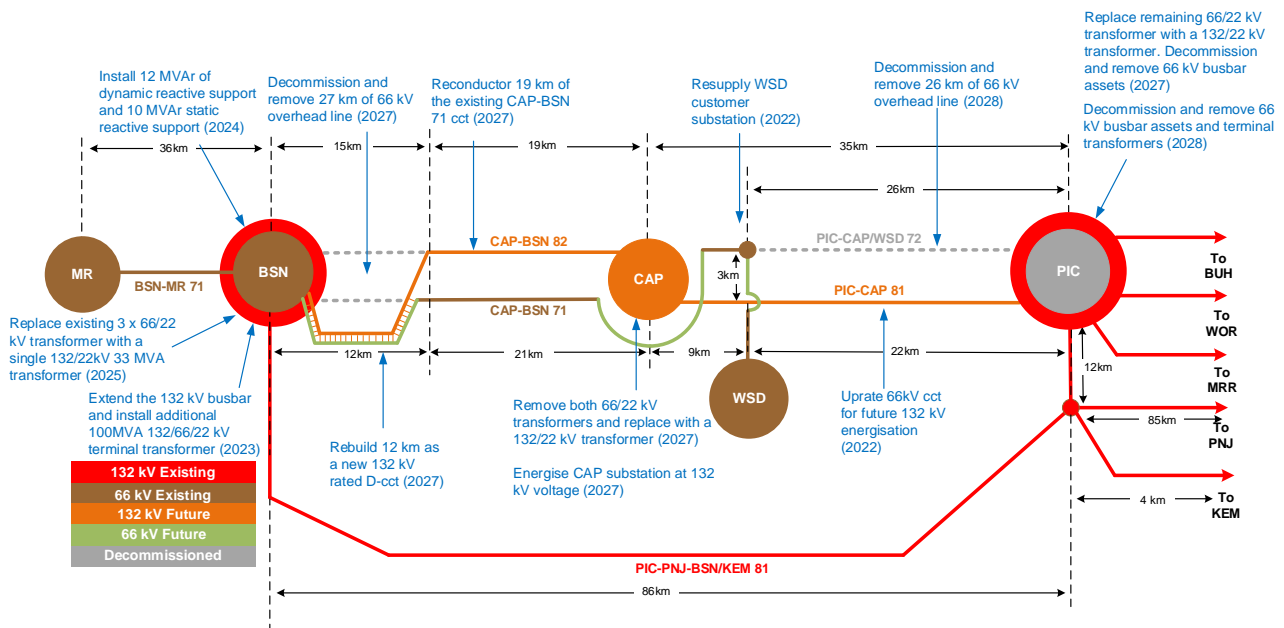 Replace remaining 66/22 kV
transformer with a 132/22 kV
transformer. Decommission
and remove 66 kV busbar
assets (2027)
Decommission and remove 66
kV busbar assets and terminal
transformers (2028)
Install 12 MVAr of
dynamic reactive support
and 10 MVAr static
reactive support (2024)
Decommission and
remove 27 km of 66 kV
overhead line (2027)
Reconductor 19 km of
the existing CAP-BSN
71 cct (2027)
Resupply WSD
customer
substation (2022)
Decommission and
remove 26 km of 66 kV
overhead line (2028)
36km
15km
19km
35km
26km
MR
BSN-MR 71
BSN
CAP-BSN 82
CAP-BSN 71
CAP
3km
PIC-CAP/WSD 72
PIC-CAP 81
PIC
To
BUH
To
WOR
To
MRR
To
PNJ
To
KEM
12km
21km
9km
22km
12km
85km
4 km
WSD
Replace existing 3 x 66/22
kV transformer with a
single 132/22kV 33 MVA
transformer (2025)
Extend the 132 kV busbar
and install additional
100MVA 132/66/22 kV
terminal transformer (2023)
Rebuild 12 km as
a new 132 kV
rated D-cct (2027)
Remove both 66/22 kV
transformers and replace with a
132/22 kV transformer (2027)
Energise CAP substation at 132
kV voltage (2027)
Uprate 66kV cct
for future 132 kV
energisation
(2022)
132 kV Existing
66 kV Existing
132 kV Future
66 kV Future
Decommissioned
PIC-PNJ-BSN/KEM 81
86km